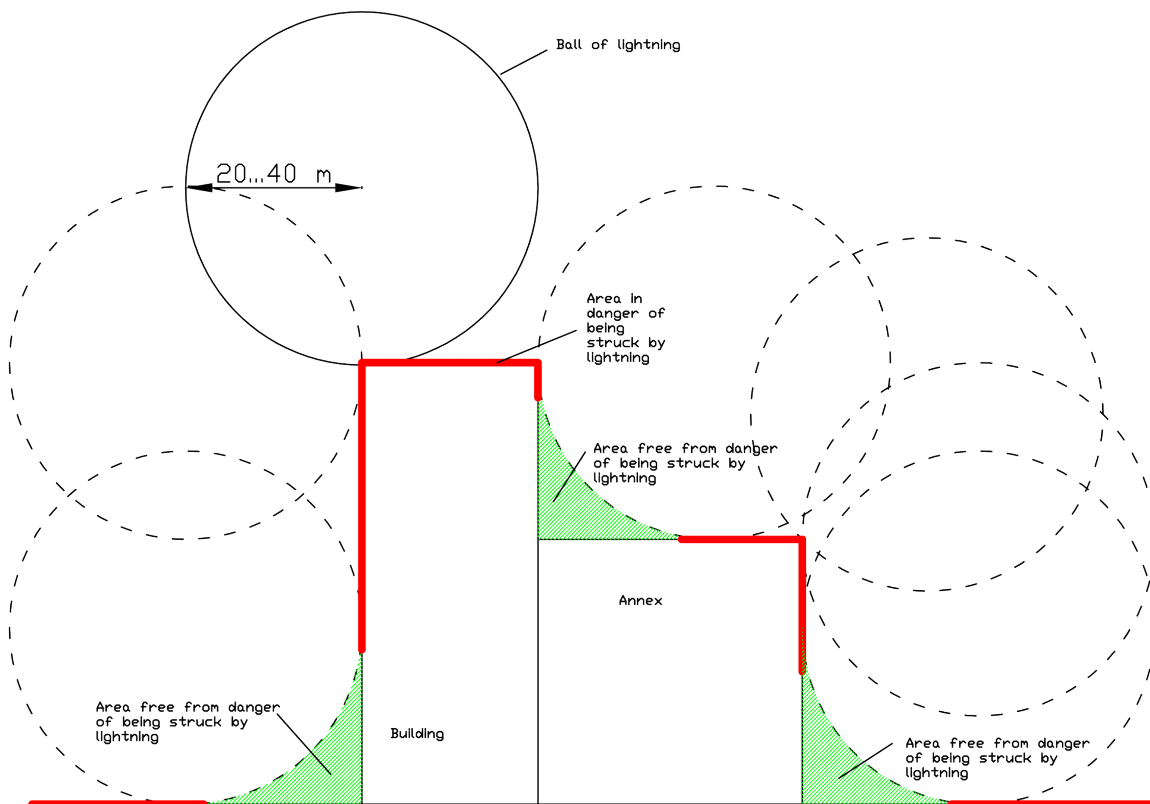 Ball of lightning
20...40 m
Area in
danger of
being
struck by
lightning
Area free from danger
of being struck by
lightning
Annex
Area free from danger
of being struck by
lightning
Building
Area free from danger
of being struck by
lightning